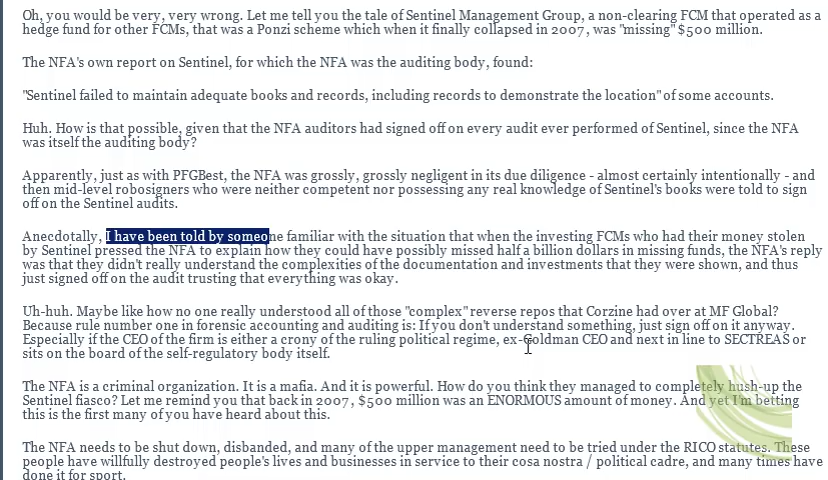 Oh, you would be very, very wrong. Let me tell you the tale of Sentinel Management Group, a non-clearing FCM that operated as a
hedge fund for other FCMs, that was a Ponzi scheme which when it finally collapsed in 2007, was "missing" $500 million.
The NFA's own report on Sentinel, for which the NFA was the auditing body, found:
"Sentinel failed to maintain adequate books and records, including records to demonstrate the location" of some accounts.
Huh. How is that possible, given that the NFA auditors had signed off on every audit ever performed of Sentinel, since the NFA
was itself the auditing body?
Apparently, just as with PFGBest, the NFA was grossly, grossly negligent in its due diligence - almost certainly intentionally - and
then mid-level robosigners who were neither competent nor possessing any real knowledge of Sentinel's books were told to sign
off on the Sentinel audits.
Anecdotally, I have been told by someone familiar with the situation that when the investing FCMs who had their money stolen
by Sentinel pressed the NFA to explain how they could have possibly missed half a billion dollars in missing funds, the NFA's reply
was that they didn't really understand the complexities of the documentation and investments that they were shown, and thus
just signed off on the audit trusting that everything was okay.
Uh-huh. Maybe like how no one really understood all of those "complex" reverse repos that Corzine had over at MF Global?
Because rule number one in forensic accounting and auditing is: If you don't understand something, just sign off on it anyway.
Especially if the CEO of the firm is either a crony of the ruling political regime, ex-Goldman CEO and next in line to SECTREAS or
sits on the board of the self-regulatory body itself.
The NFA is a criminal organization. It is a mafia. And it is powerful. How do you think they managed to completely hush-up the
Sentinel fiasco? Let me remind you that back in 2007, $500 million was an ENORMOUS amount of money. And yet I'm betting
this is the first many of you have heard about this.
The NFA needs to be shut down, disbanded, and many of the upper management need to be tried under the RICO statutes. These
people have willfully destroyed people's lives and businesses in service to their cosa nostra / political cadre, and many times have
done it for sport.